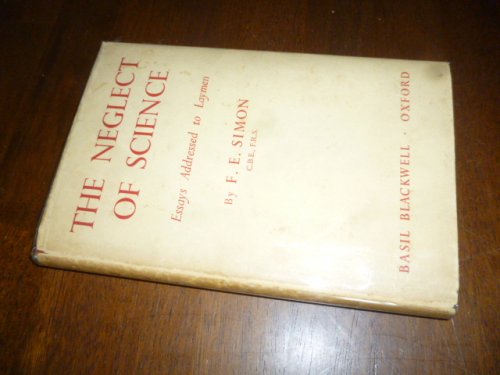 THE NEGLECT
OF SCIENCE
Essays Addressed to Laymen
By F. E. SIMON
C.B.E., F.R.S.
BASIL BLACKWELL · OXFORD